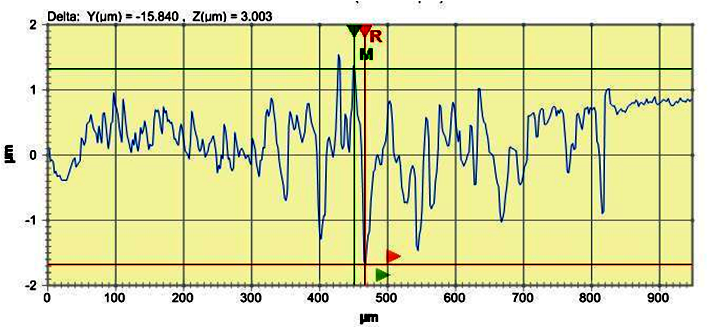 Delta: Y(µm) = -15.840 , Z(µm) = 3.003
2
R
M
1
µm
0
-1
-2
0 100 200 300 400 500 600 700 800 900
µm